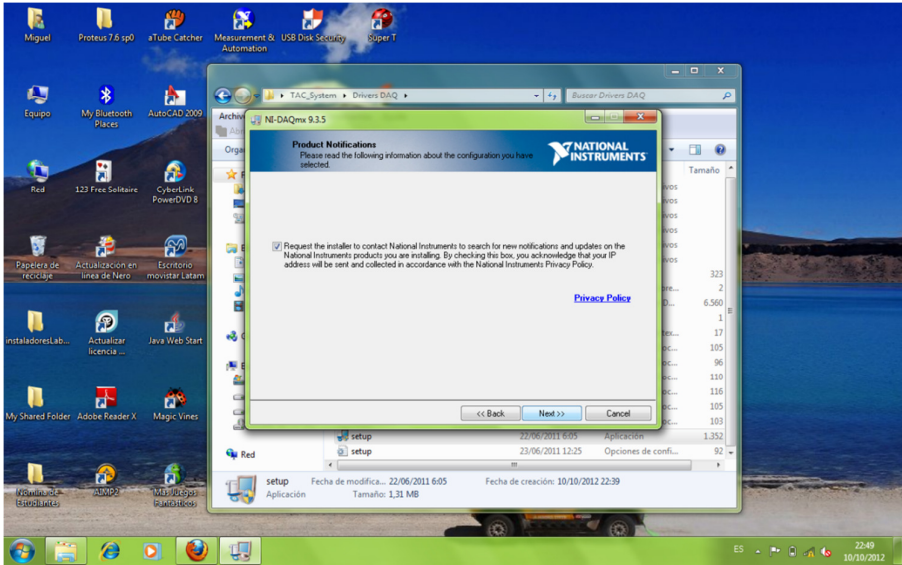 Miguel
Proteus 7.6 sp0
aTube Catcher
Measurement & Automation
USB Disk Security
Super T
Equipo
My Bluetooth Places
AutoCAD 2009
Red
123 Free Solitaire
CyberLink PowerDVD 8
Papelera de reciclaje
Actualización en línea de Nero
Escritorio movistar Latam
instaladoresLab...
Actualizar licencia ...
Java Web Start
My Shared Folder
Adobe Reader X
Magic Vines
Nómina de Estudiantes
AIMP2
Mis Juegos Fantásticos
TAC_System
Drivers DAQ
Buscar Drivers DAQ
Archiv
Orga
Tamaño
NI-DAQmx 9.3.5
Product Notifications
Please read the following information about the configuration you have
selected.
NATIONAL
INSTRUMENTS
Request the installer to contact National Instruments to search for new notifications and updates on the
National Instruments products you are installing. By checking this box, you acknowledge that your IP
address will be sent and collected in accordance with the National Instruments Privacy Policy.
Privacy Policy
<< Back
Next >>
Cancel
323
2
6.560
1
17
105
96
110
116
105
103
setup 22/06/2011 6:05 Aplicación 1.352
setup 23/06/2011 12:25 Opciones de confi... 92
Red
setup Fecha de modifica... 22/06/2011 6:05 Fecha de creación: 10/10/2012 22:39
Aplicación Tamaño: 1,31 MB
ES
22:49
10/10/2012